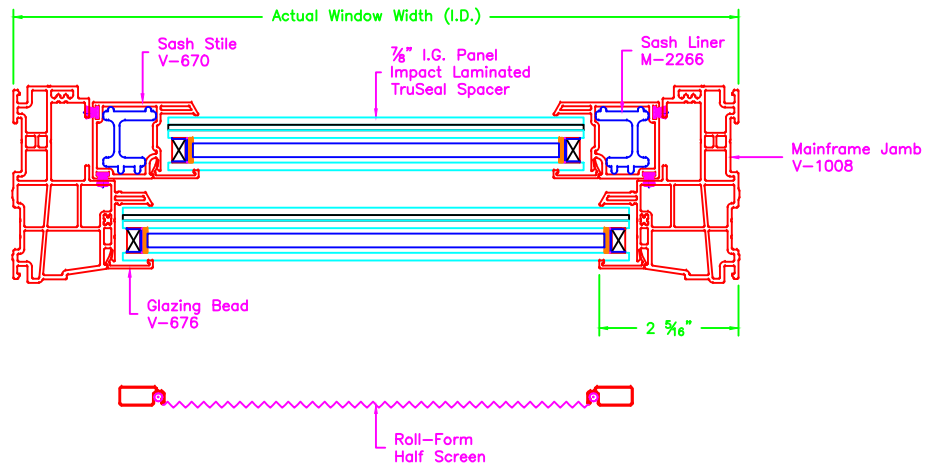 Actual Window Width (I.D.)
Sash Stile
V-670
⅞" I.G. Panel
Impact Laminated
TruSeal Spacer
Sash Liner
M-2266
Mainframe Jamb
V-1008
Glazing Bead
V-676
2 5⁄16"
Roll-Form
Half Screen